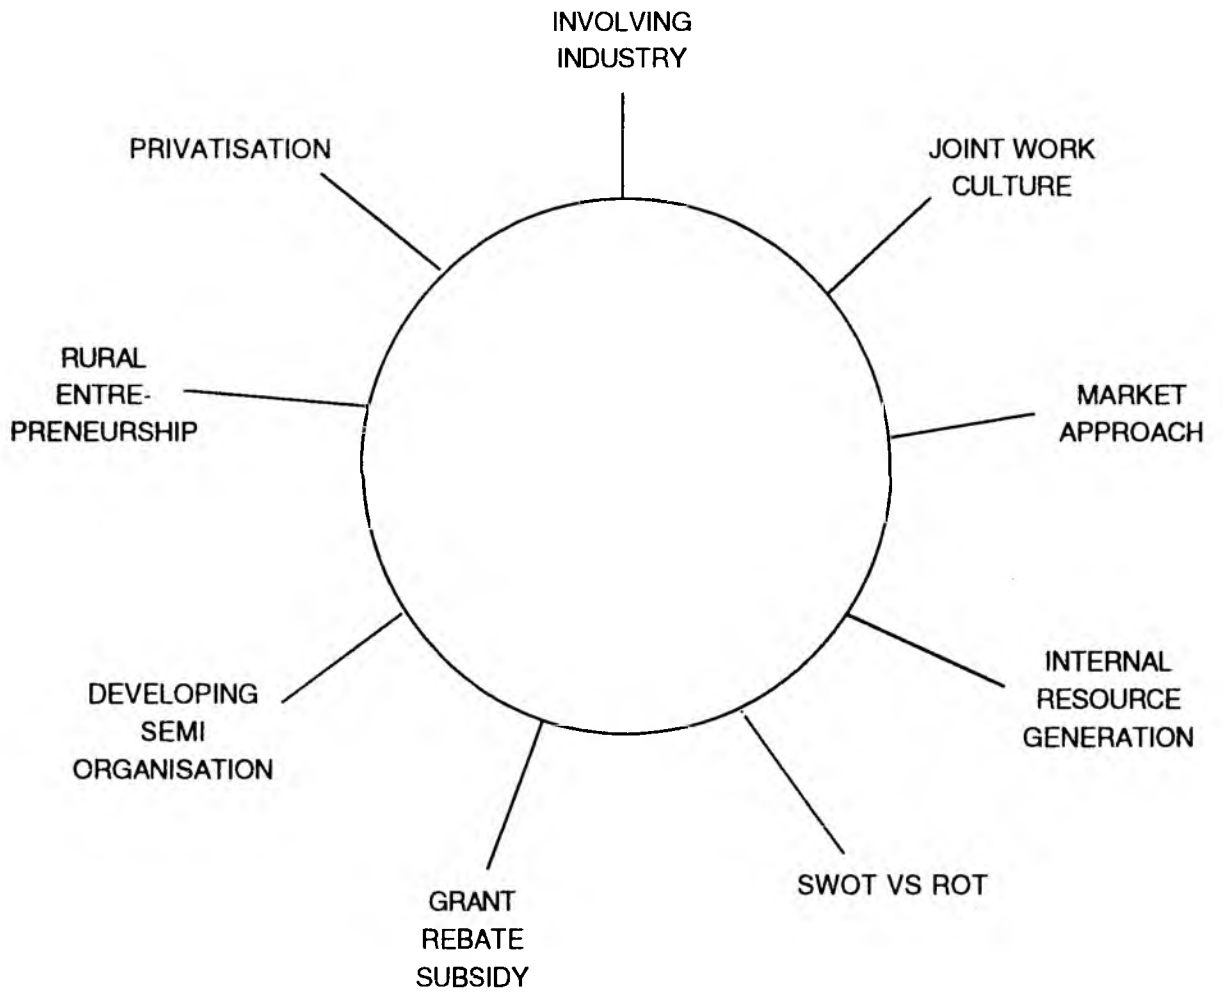 INVOLVING
INDUSTRY
JOINT WORK
CULTURE
MARKET
APPROACH
INTERNAL
RESOURCE
GENERATION
SWOT VS ROT
GRANT
REBATE
SUBSIDY
DEVELOPING
SEMI
ORGANISATION
RURAL
ENTRE-
PRENEURSHIP
PRIVATISATION